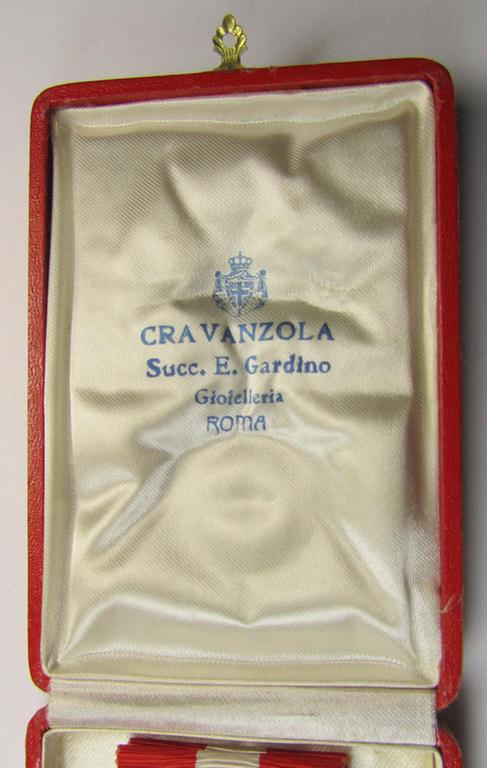 CRAVANZOLA
Succ. E. Gardino
Gioielleria
ROMA